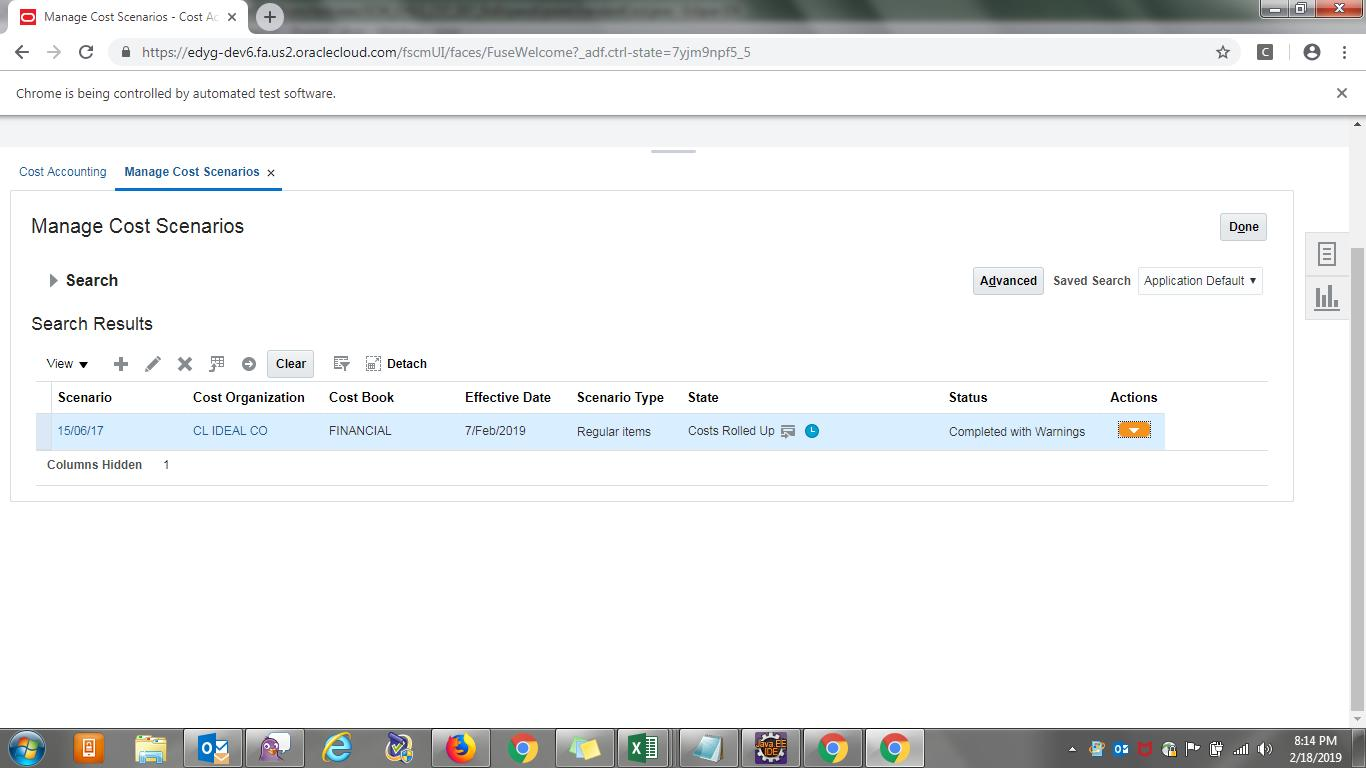 Manage Cost Scenarios - Cost Ac
https://edyg-dev6.fa.us2.oraclecloud.com/fscmUI/faces/FuseWelcome?_adf.ctrl-state=7yjm9npf5_5
C
Chrome is being controlled by automated test software.
Cost Accounting Manage Cost Scenarios
Manage Cost Scenarios Done
Search Advanced Saved Search Application Default
Search Results
View Clear Detach
Scenario Cost Organization Cost Book Effective Date Scenario Type State Status Actions
15/06/17 CL IDEAL CO FINANCIAL 7/Feb/2019 Regular items Costs Rolled Up Completed with Warnings
Columns Hidden 1
Java EE
IDE
8:14 PM
2/18/2019